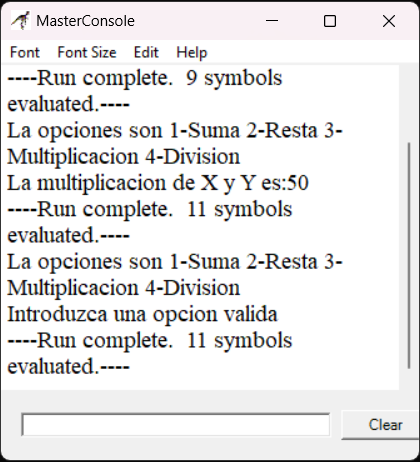 MasterConsole
Font Font Size Edit Help
----Run complete.  9 symbols
evaluated.----
La opciones son 1-Suma 2-Resta 3-
Multiplicacion 4-Division
La multiplicacion de X y Y es:50
----Run complete.  11 symbols
evaluated.----
La opciones son 1-Suma 2-Resta 3-
Multiplicacion 4-Division
Introduzca una opcion valida
----Run complete.  11 symbols
evaluated.----
Clear